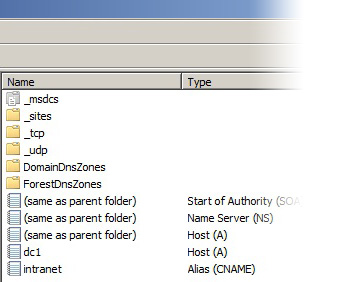 Name Type
_msdcs
_sites
_tcp
_udp
DomainDnsZones
ForestDnsZones
(same as parent folder) Start of Authority (SOA
(same as parent folder) Name Server (NS)
(same as parent folder) Host (A)
dc1 Host (A)
intranet Alias (CNAME)